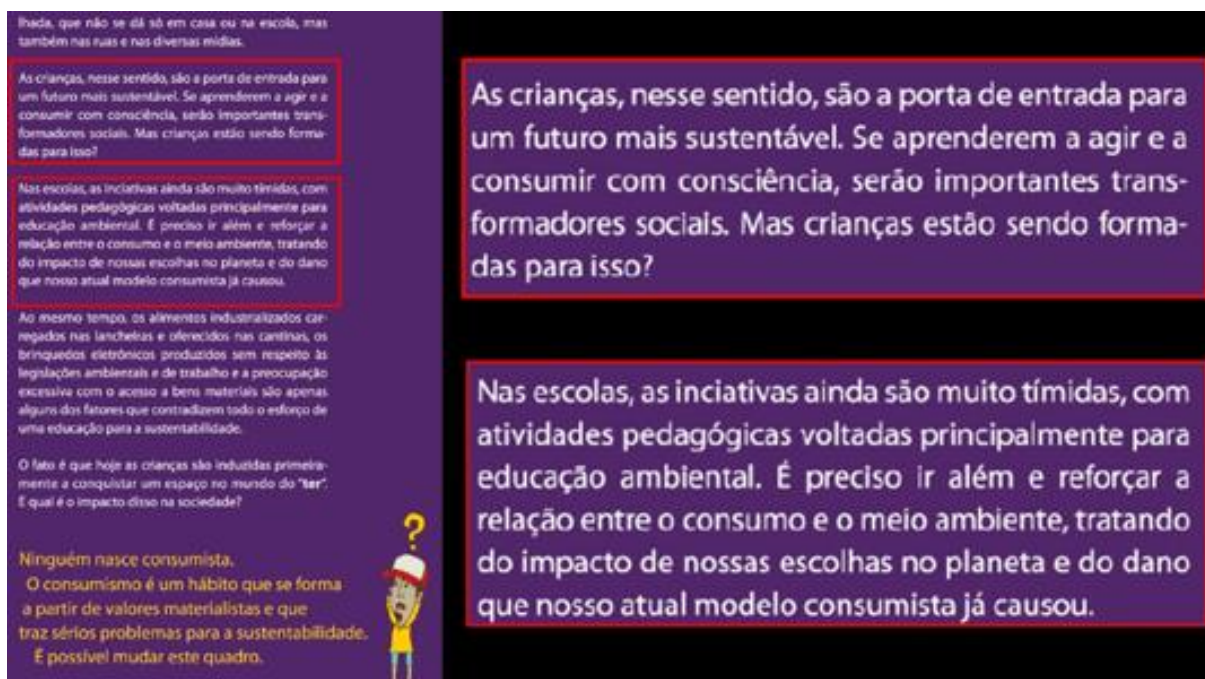 lhada, que não se dá só em casa ou na escola, mas
também nas ruas e nas diversas mídias.
As crianças, nesse sentido, são a porta de entrada para
um futuro mais sustentável. Se aprenderem a agir e a
consumir com consciência, serão importantes trans-
formadores sociais. Mas crianças estão sendo forma-
das para isso?
Nas escolas, as inciativas ainda são muito tímidas, com
atividades pedagógicas voltadas principalmente para
educação ambiental. É preciso ir além e reforçar a
relação entre o consumo e o meio ambiente, tratando
do impacto de nossas escolhas no planeta e do dano
que nosso atual modelo consumista já causou.
Ao mesmo tempo, os alimentos industrializados car-
regados nas lancheiras e oferecidos nas cantinas, os
brinquedos eletrônicos produzidos sem respeito às
legislações ambientais e de trabalho e a preocupação
excessiva com o acesso a bens materiais são apenas
alguns dos fatores que contradizem todo o esforço de
uma educação para a sustentabilidade.
O fato é que hoje as crianças são induzidas primeira-
mente a conquistar um espaço no mundo do "ter".
E qual é o impacto disso na sociedade?
?
Ninguém nasce consumista.
O consumismo é um hábito que se forma
a partir de valores materialistas e que
traz sérios problemas para a sustentabilidade.
É possível mudar este quadro.
As crianças, nesse sentido, são a porta de entrada para
um futuro mais sustentável. Se aprenderem a agir e a
consumir com consciência, serão importantes trans-
formadores sociais. Mas crianças estão sendo forma-
das para isso?
Nas escolas, as inciativas ainda são muito tímidas, com
atividades pedagógicas voltadas principalmente para
educação ambiental. É preciso ir além e reforçar a
relação entre o consumo e o meio ambiente, tratando
do impacto de nossas escolhas no planeta e do dano
que nosso atual modelo consumista já causou.